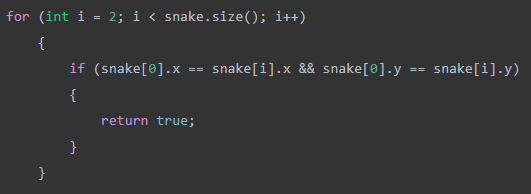 for (int i = 2; i < snake.size(); i++)
    {
        if (snake[0].x == snake[i].x && snake[0].y == snake[i].y)
        {
            return true;
        }
    }